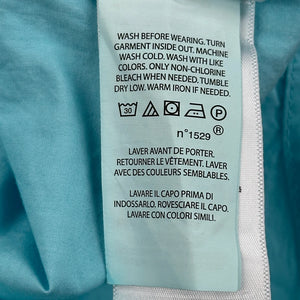 WASH BEFORE WEARING. TURN
GARMENT INSIDE OUT. MACHINE
WASH COLD. WASH WITH LIKE
COLORS. ONLY NON-CHLORINE
BLEACH WHEN NEEDED. TUMBLE
DRY LOW. WARM IRON IF NEEDED.
30
n°1529
LAVER AVANT DE PORTER.
RETOURNER LE VÊTEMENT. LAVER
AVEC DES COULEURS SEMBLABLES.
LAVARE IL CAPO PRIMA DI
INDOSSARLO. ROVESCIARE IL CAPO.
LAVARE CON COLORI SIMILI.